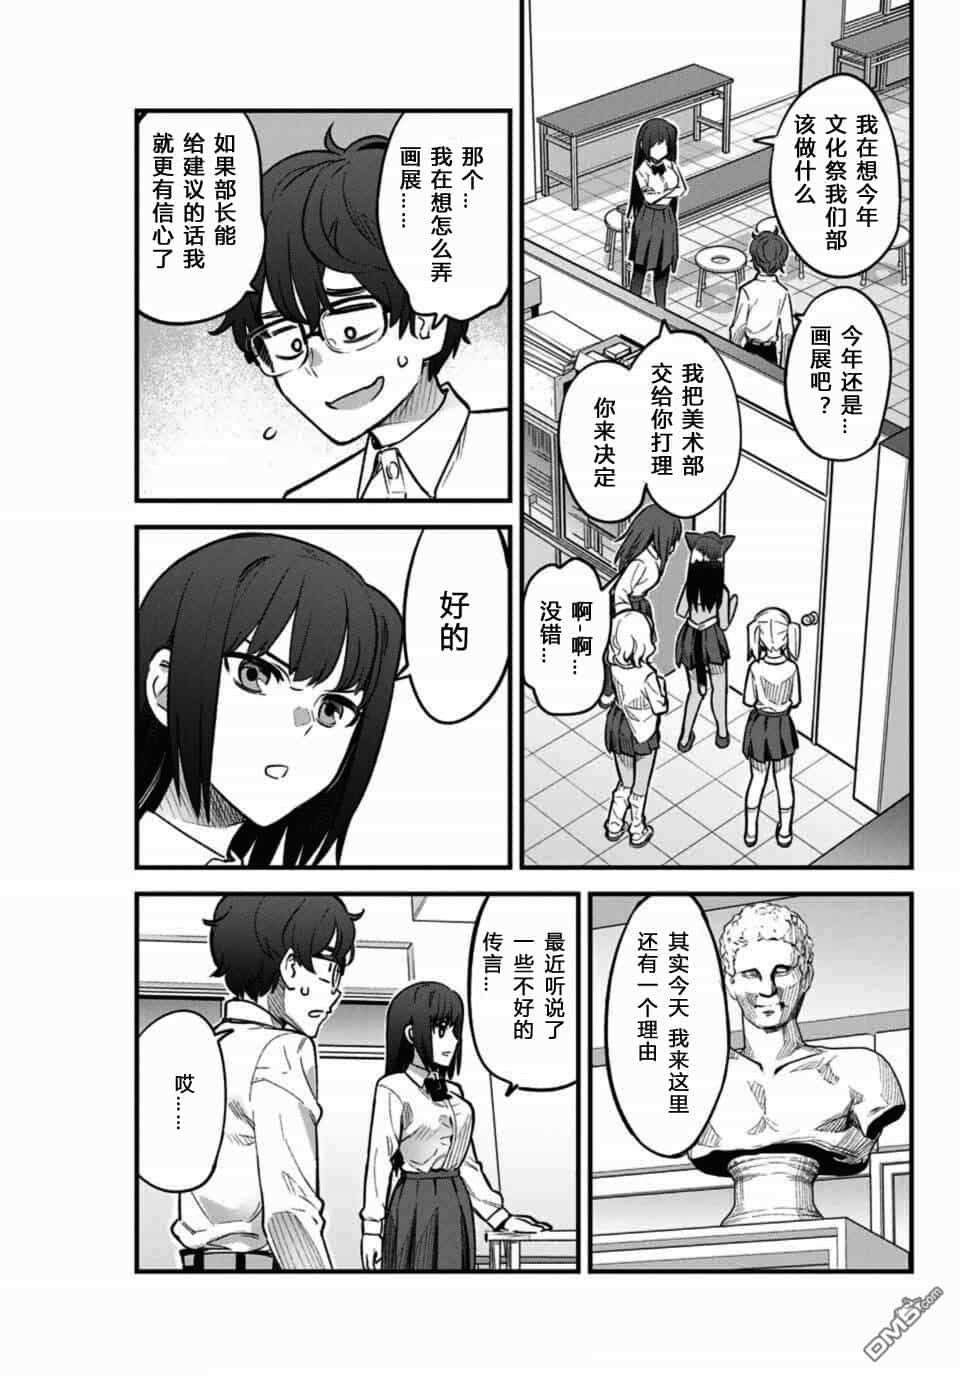 我在想今年
文化祭我们部
该做什么
今年还是…
画展吧？
我把美术部
交给你打理
你来决定
啊-啊…
没错…
那个…
我在想怎么弄
画展……
如果部长能
给建议的话我
就更有信心了
好的
其实今天 我来这里
还有一个理由
最近听说了
一些不好的
传言…
哎……
DM5.com